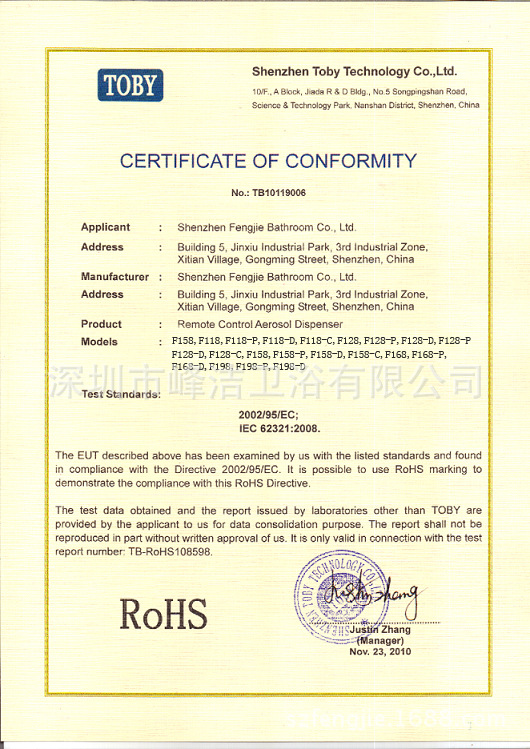 TOBY
Shenzhen Toby Technology Co.,Ltd.
10/F., A Block, Jiada R & D Bldg., No.5 Songpingshan Road,
Science & Technology Park, Nanshan District, Shenzhen, China
CERTIFICATE OF CONFORMITY
No.: TB10119006
Applicant : Shenzhen Fengjie Bathroom Co., Ltd.
Address : Building 5, Jinxiu Industrial Park, 3rd Industrial Zone,
Xitian Village, Gongming Street, Shenzhen, China
Manufacturer : Shenzhen Fengjie Bathroom Co., Ltd.
Address : Building 5, Jinxiu Industrial Park, 3rd Industrial Zone,
Xitian Village, Gongming Street, Shenzhen, China
Product : Remote Control Aerosol Dispenser
Models : F158,F118,F118-P,F118-D,F118-C,F128,F128-P,F128-D,F128-P
F128-D,F128-C,F158,F158-P,F158-D,F158-C,F168,F168-P,
F168-D,F198,F198-P,F198-D
深圳市峰洁卫浴有限公司
Test Standards:
2002/95/EC;
IEC 62321:2008.
The EUT described above has been examined by us with the listed standards and found
in compliance with the Directive 2002/95/EC. It is possible to use RoHS marking to
demonstrate the compliance with this RoHS Directive.
The test data obtained and the report issued by laboratories other than TOBY are
provided by the applicant to us for data consolidation purpose. The report shall not be
reproduced in part without written approval of us. It is only valid in connection with the test
report number: TB-RoHS108598.
SHENZHEN TOBY TECHNOLOGY CO.,LTD.
RoHS
Justin Zhang
(Manager)
Nov. 23, 2010